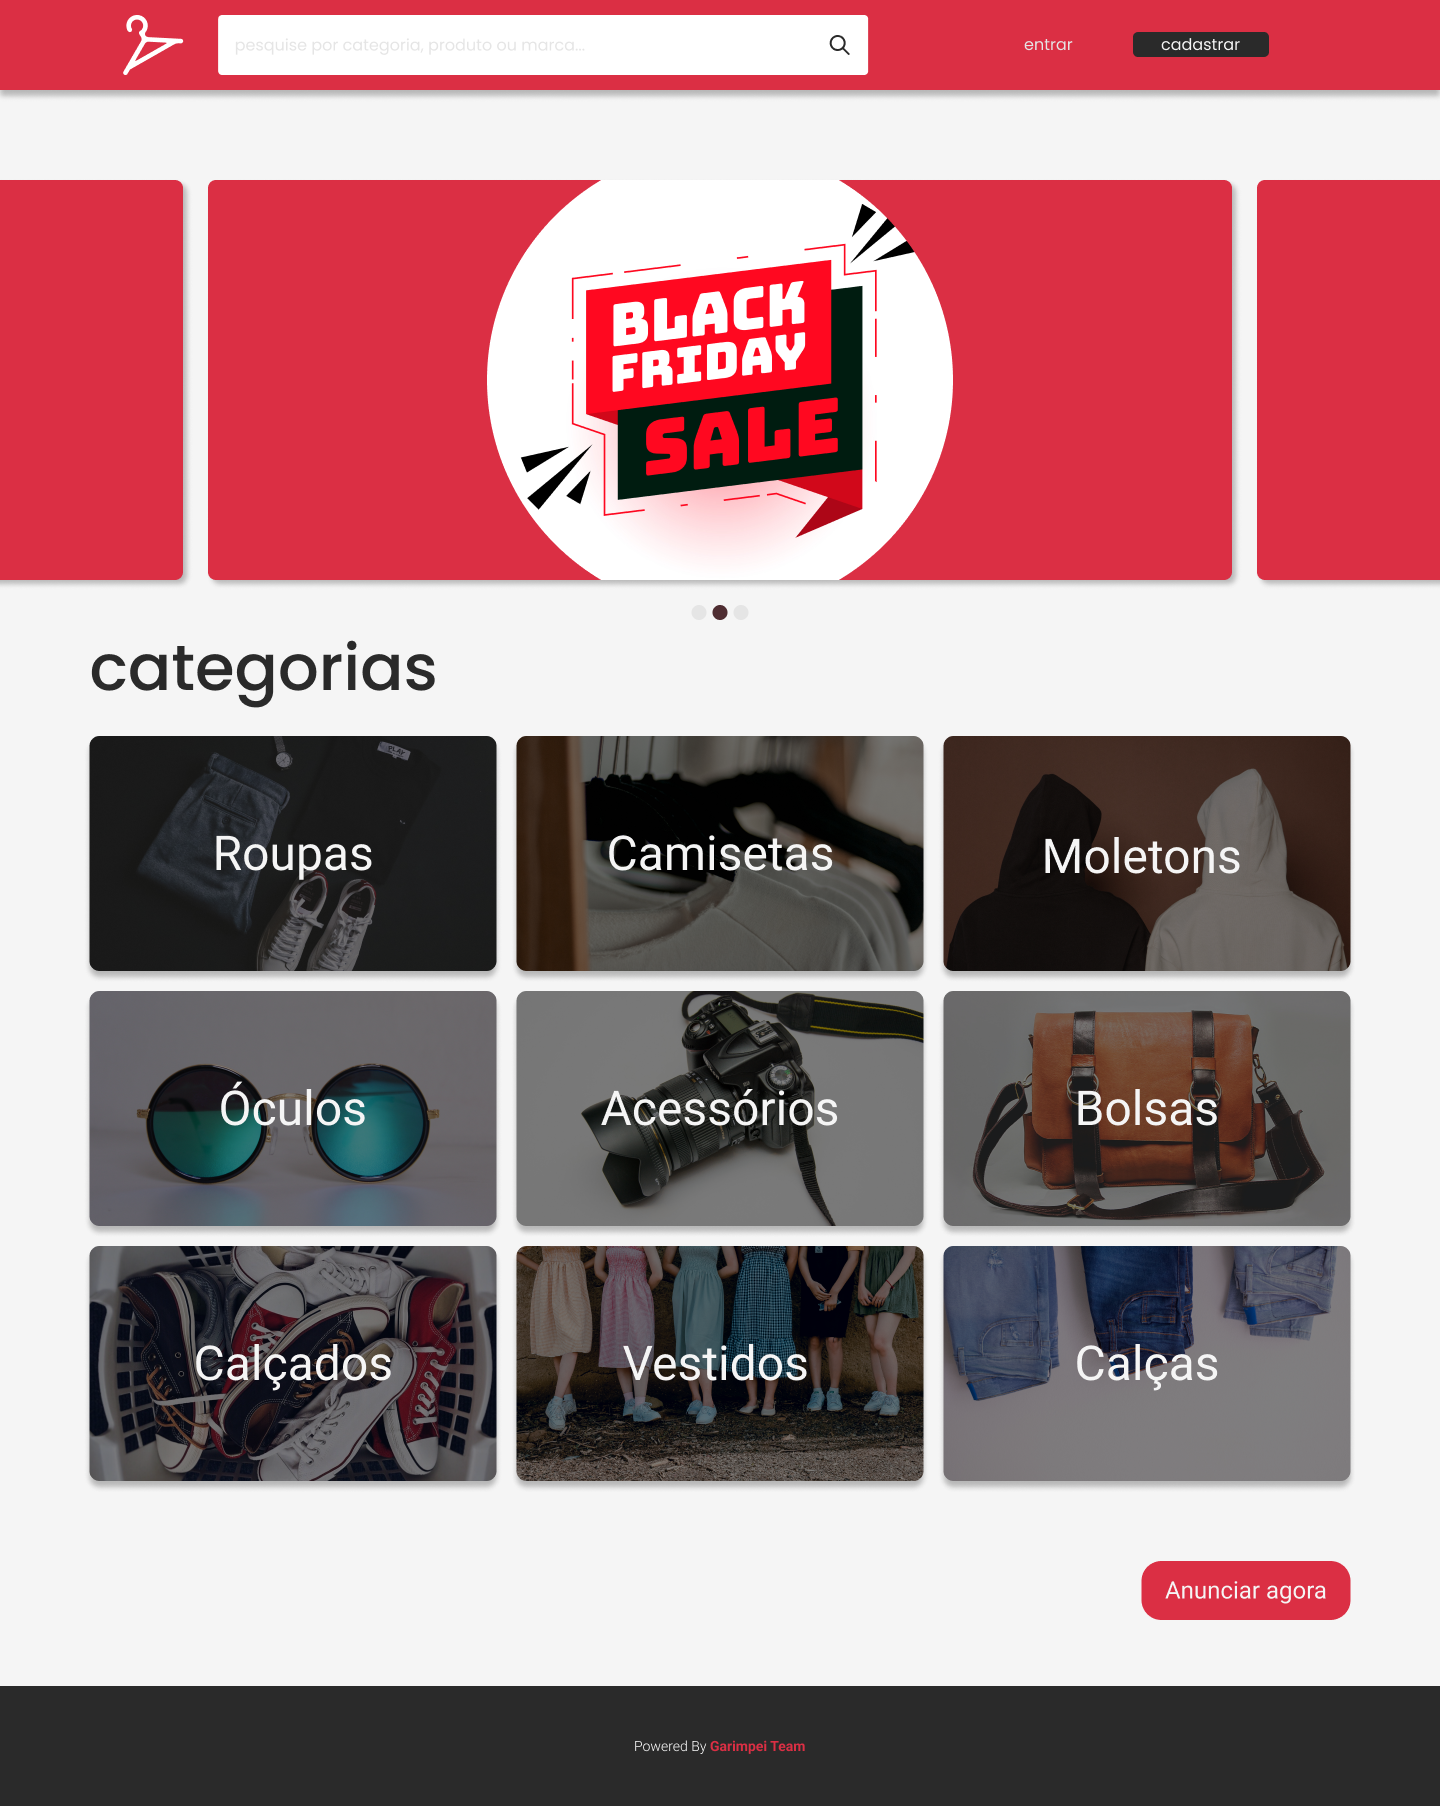 pesquise por categoria, produto ou marca...
entrar
cadastrar
BLACK
FRIDAY
SALE
categorias
PLAY
Roupas
Camisetas
Moletons
Óculos
Acessórios
Bolsas
Calçados
Vestidos
Calças
Anunciar agora
Powered By Garimpei Team